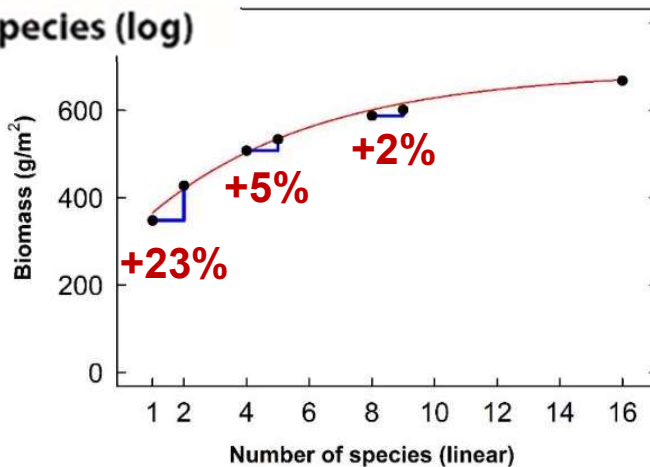 pecies (log)
600
400
200
0
Biomass (g/m²)
+23%
+5%
+2%
1 2 4 6 8 10 12 14 16
Number of species (linear)